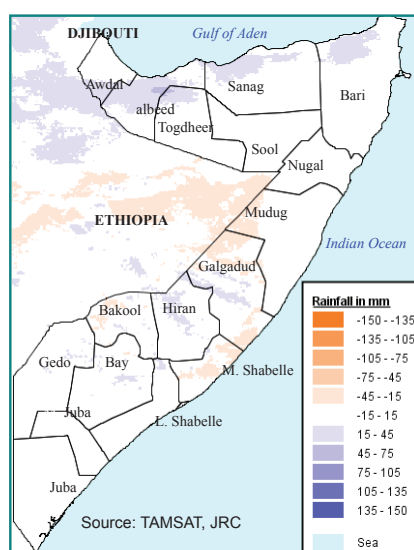 DJIBOUTI
Gulf of Aden
Awdal
albeed
Sanag
Bari
Togdheer
Sool
Nugal
ETHIOPIA
Mudug
Indian Ocean
Galgadud
Bakool
Hiran
Gedo
Bay
M. Shabelle
Juba
L. Shabelle
Juba
Source: TAMSAT, JRC
Rainfall in mm
-150 - -135
-135 - -105
-105 - -75
-75 - -45
-45 - -15
-15 - 15
15 - 45
45 - 75
75 - 105
105 - 135
135 - 150
Sea